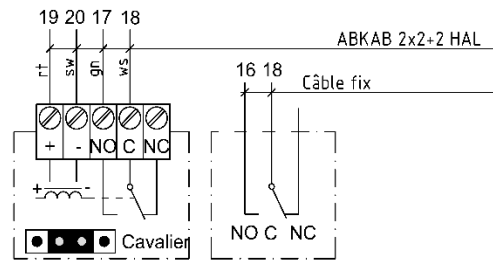 19 20 17 18
ABKAB 2x2+2 HAL
rt sw gn ws
16 18
Câble fix
+ - NO C NC
+ -
NO C NC
Cavalier